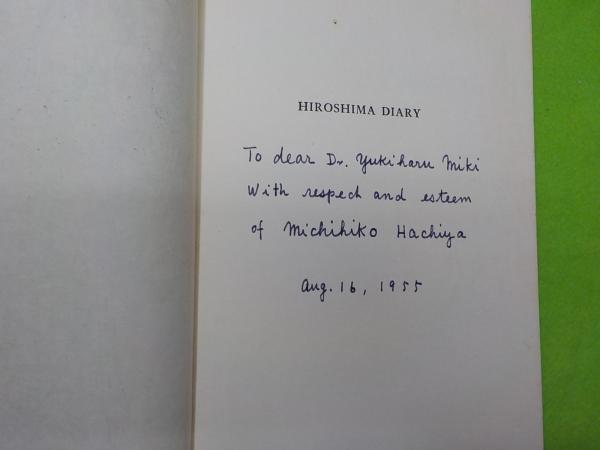 HIROSHIMA DIARY
To dear Dr. Yukiharu Miki
With respect and esteem
of Michihiko Hachiya
Aug. 16, 1955